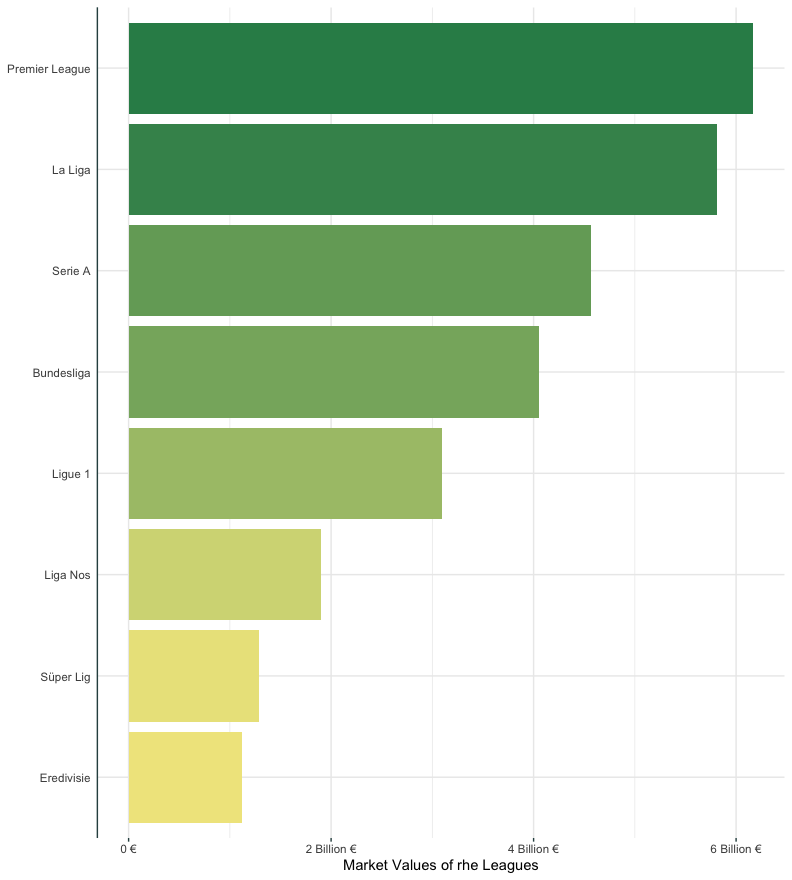 Premier League
La Liga
Serie A
Bundesliga
Ligue 1
Liga Nos
Süper Lig
Eredivisie
0 € 2 Billion € 4 Billion € 6 Billion €
Market Values of rhe Leagues